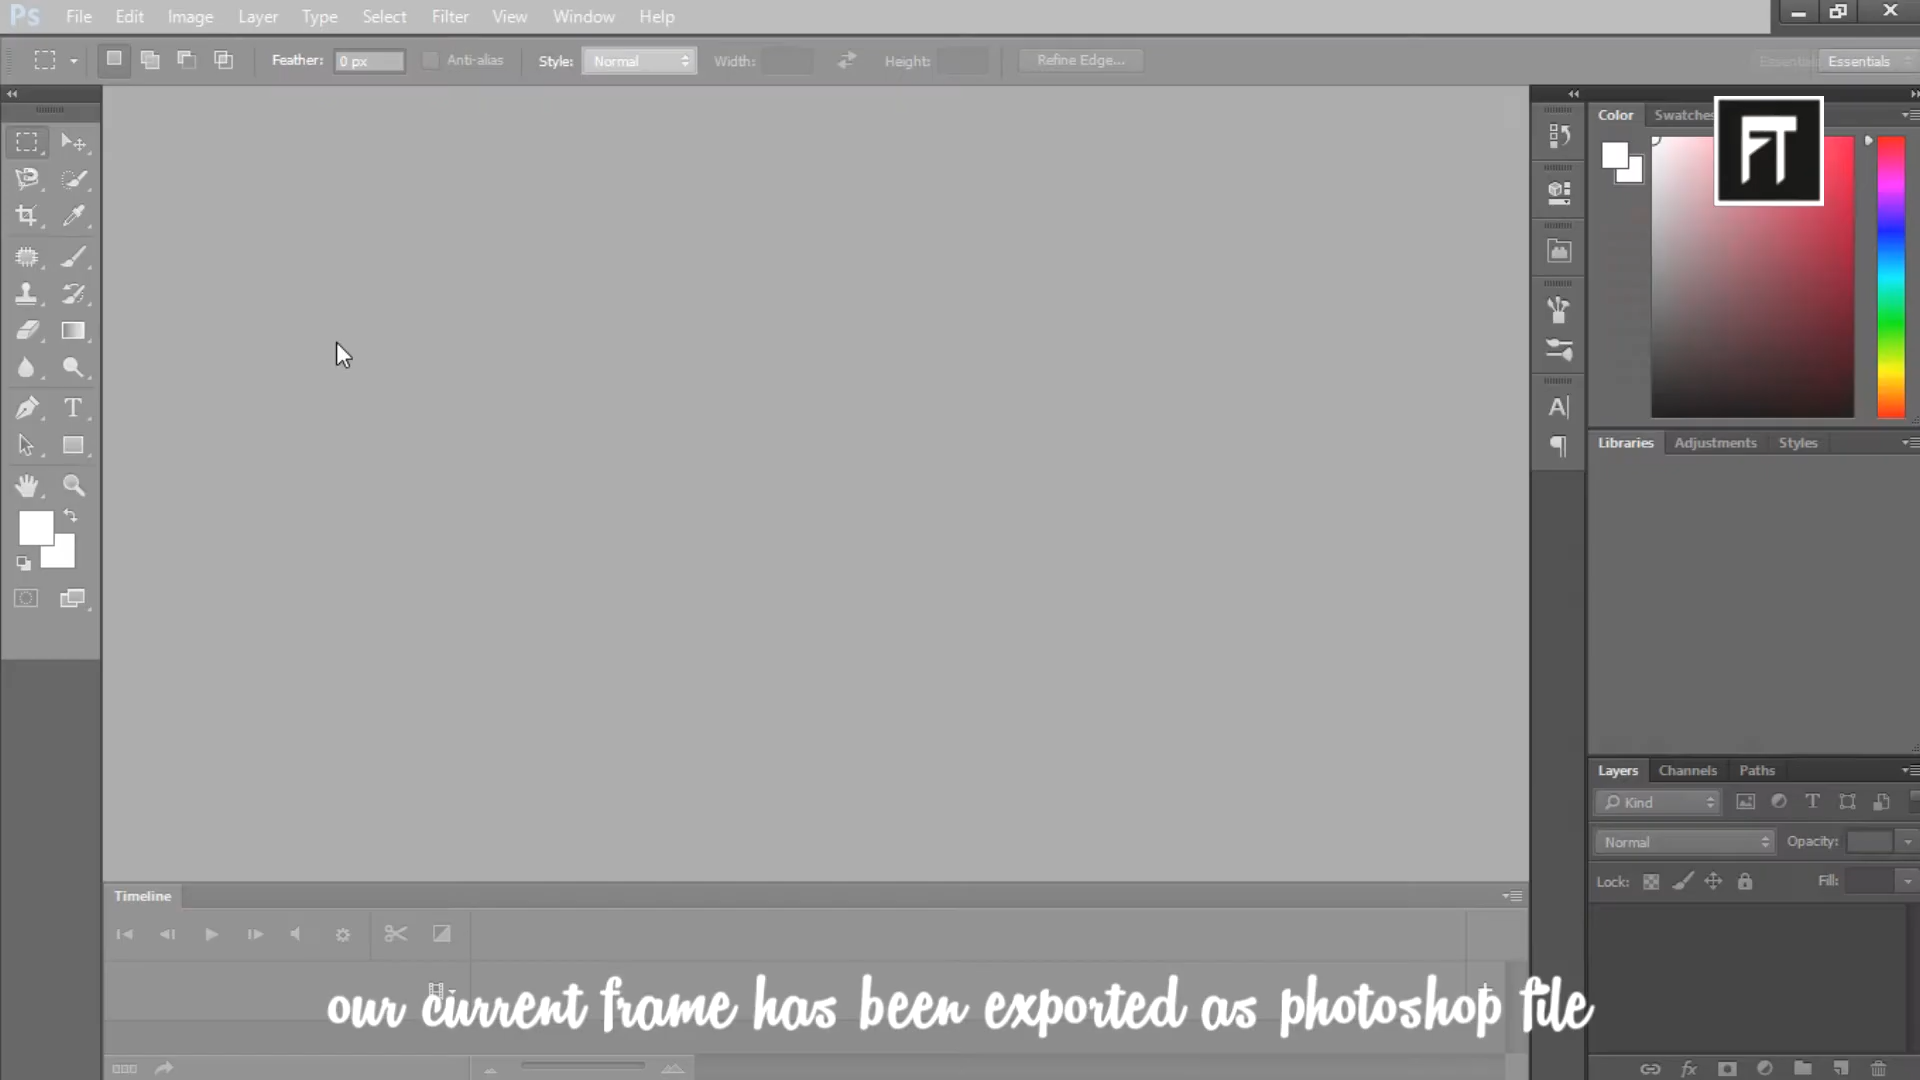 Ps File Edit Image Layer Type Select Filter View Window Help
Feather: 0 px Anti-alias Style: Normal Width: Height: Refine Edge... Essentials
Color Swatches
FT
Libraries Adjustments Styles
Layers Channels Paths
Kind
Normal Opacity:
Lock: Fill:
Timeline
our current frame has been exported as photoshop file